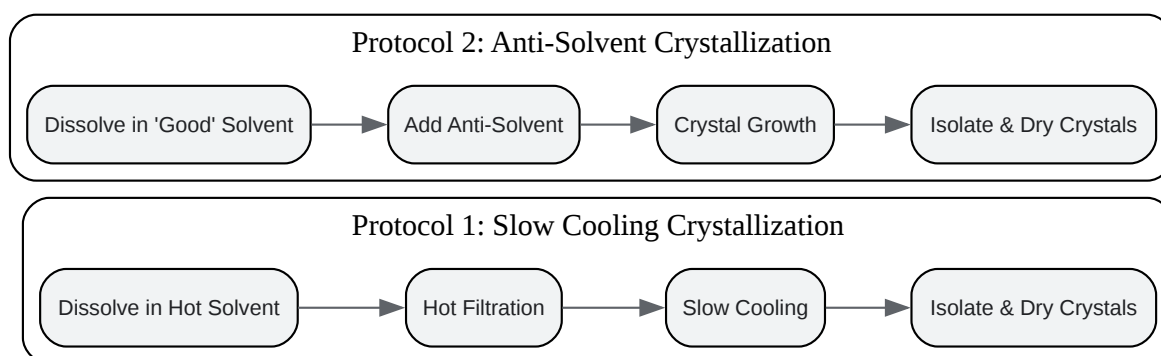 Protocol 2: Anti-Solvent Crystallization
Dissolve in 'Good' Solvent
Add Anti-Solvent
Crystal Growth
Isolate & Dry Crystals
Protocol 1: Slow Cooling Crystallization
Dissolve in Hot Solvent
Hot Filtration
Slow Cooling
Isolate & Dry Crystals